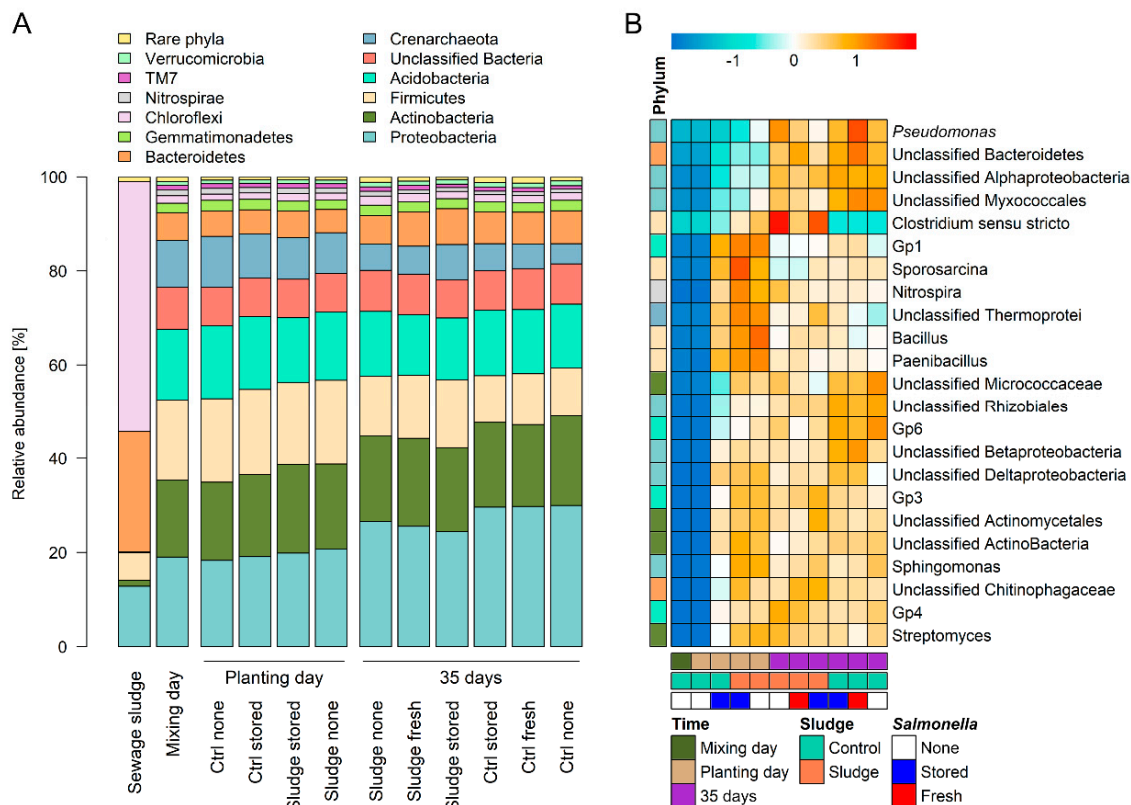 A
Rare phyla
Verrucomicrobia
TM7
Nitrospirae
Chloroflexi
Gemmatimonadetes
Bacteroidetes
Crenarchaeota
Unclassified Bacteria
Acidobacteria
Firmicutes
Actinobacteria
Proteobacteria
Relative abundance [%]
100
80
60
40
20
0
Planting day
35 days
Sewage sludge
Mixing day
Ctrl none
Ctrl stored
Sludge stored
Sludge none
Sludge none
Sludge fresh
Sludge stored
Ctrl stored
Ctrl fresh
Ctrl none
B
-1 0 1
Phylum
Pseudomonas
Unclassified Bacteroidetes
Unclassified Alphaproteobacteria
Unclassified Myxococcales
Clostridium sensu stricto
Gp1
Sporosarcina
Nitrospira
Unclassified Thermoprotei
Bacillus
Paenibacillus
Unclassified Micrococcaceae
Unclassified Rhizobiales
Gp6
Unclassified Betaproteobacteria
Unclassified Deltaproteobacteria
Gp3
Unclassified Actinomycetales
Unclassified ActinoBacteria
Sphingomonas
Unclassified Chitinophagaceae
Gp4
Streptomyces
Time
Mixing day
Planting day
35 days
Sludge
Control
Sludge
Salmonella
None
Stored
Fresh